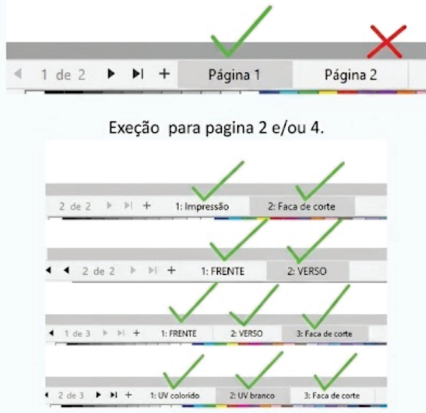 1 de 2 Página 1 Página 2
Exeção para pagina 2 e/ou 4.
2 de 2 1: Impressão 2: Faca de corte
2 de 2 1: FRENTE 2: VERSO
1 de 3 1: FRENTE 2: VERSO 3: Faca de corte
2 de 3 1: UV colorido 2: UV branco 3: Faca de corte